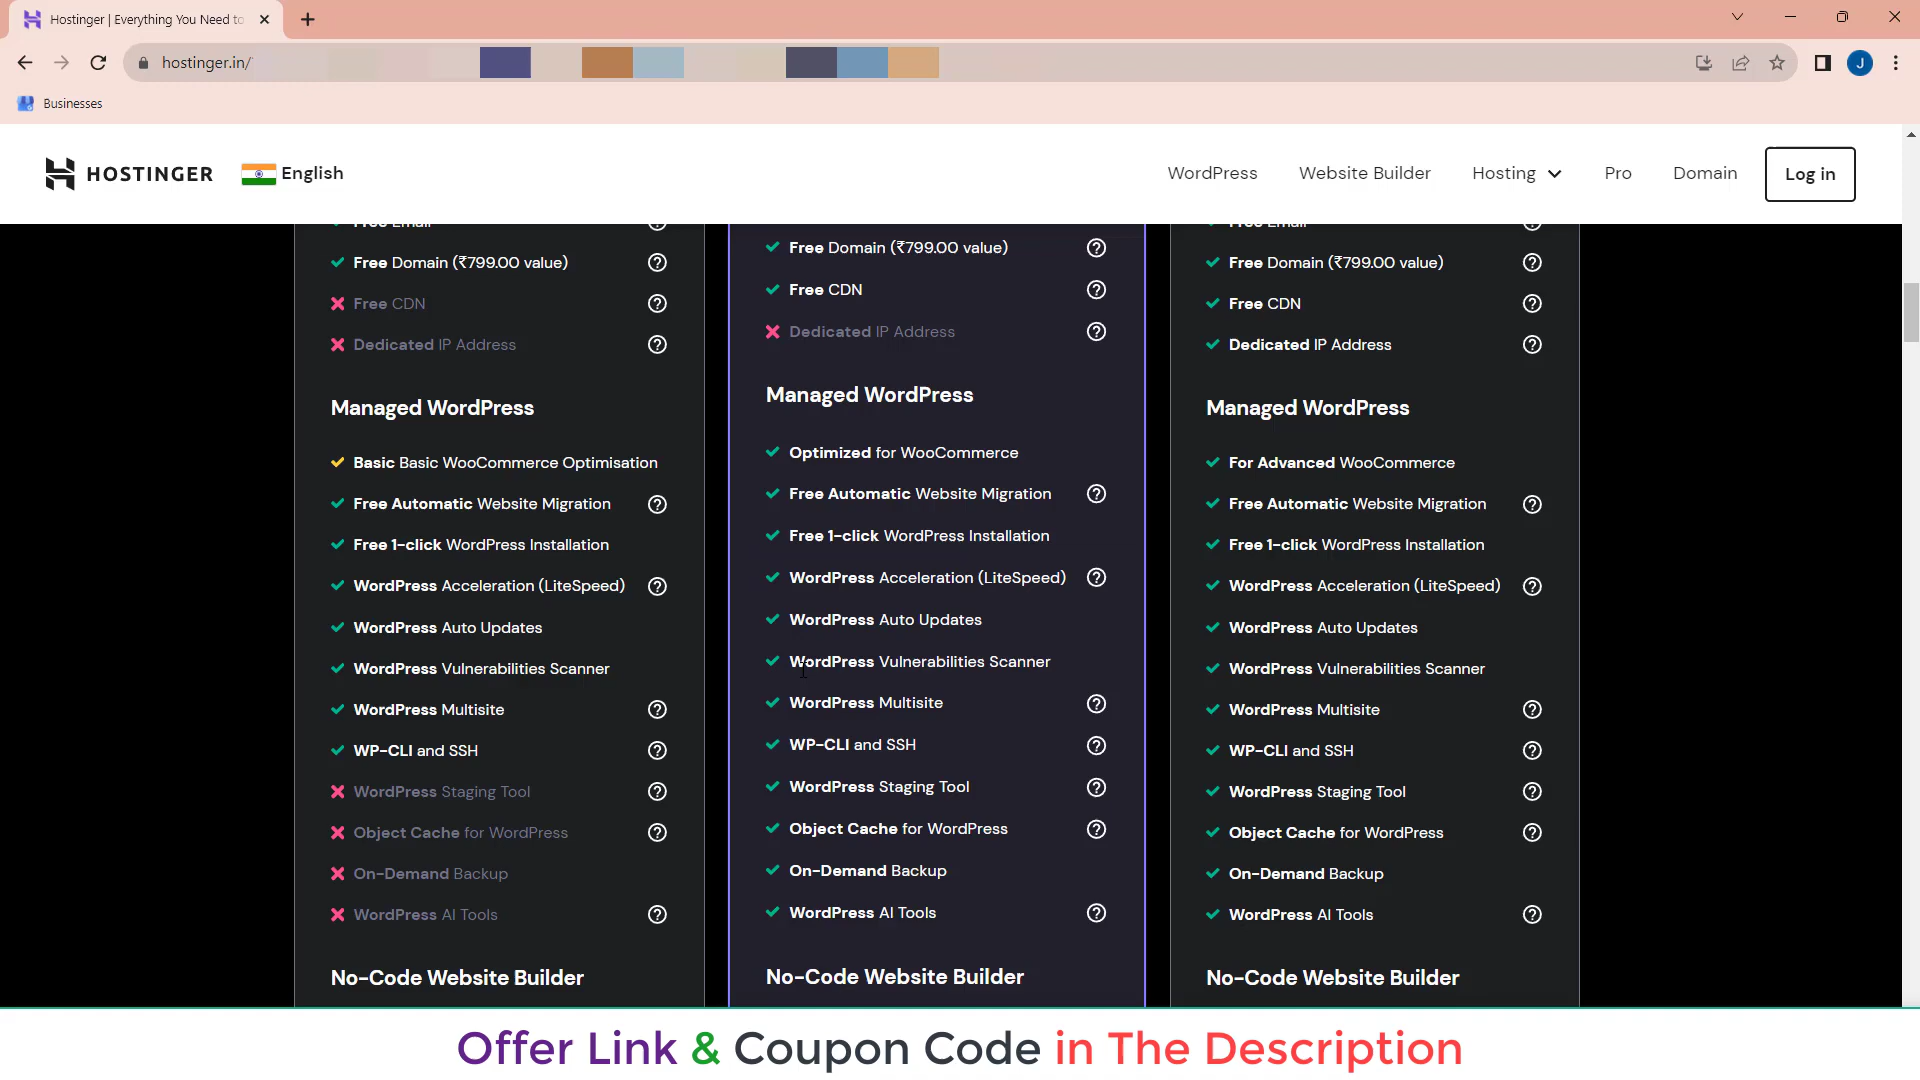 Hostinger | Everything You Need to
hostinger.in/
J
Businesses
HOSTINGER
English
WordPress
Website Builder
Hosting
Pro
Domain
Log in
Free Email
Free Domain (₹799.00 value)
Free CDN
Dedicated IP Address
Managed WordPress
Basic Basic WooCommerce Optimisation
Free Automatic Website Migration
Free 1-click WordPress Installation
WordPress Acceleration (LiteSpeed)
WordPress Auto Updates
WordPress Vulnerabilities Scanner
WordPress Multisite
WP-CLI and SSH
WordPress Staging Tool
Object Cache for WordPress
On-Demand Backup
WordPress AI Tools
No-Code Website Builder
Free Domain (₹799.00 value)
Free CDN
Dedicated IP Address
Managed WordPress
Optimized for WooCommerce
Free Automatic Website Migration
Free 1-click WordPress Installation
WordPress Acceleration (LiteSpeed)
WordPress Auto Updates
WordPress Vulnerabilities Scanner
WordPress Multisite
WP-CLI and SSH
WordPress Staging Tool
Object Cache for WordPress
On-Demand Backup
WordPress AI Tools
No-Code Website Builder
Free Email
Free Domain (₹799.00 value)
Free CDN
Dedicated IP Address
Managed WordPress
For Advanced WooCommerce
Free Automatic Website Migration
Free 1-click WordPress Installation
WordPress Acceleration (LiteSpeed)
WordPress Auto Updates
WordPress Vulnerabilities Scanner
WordPress Multisite
WP-CLI and SSH
WordPress Staging Tool
Object Cache for WordPress
On-Demand Backup
WordPress AI Tools
No-Code Website Builder
Offer Link & Coupon Code in The Description